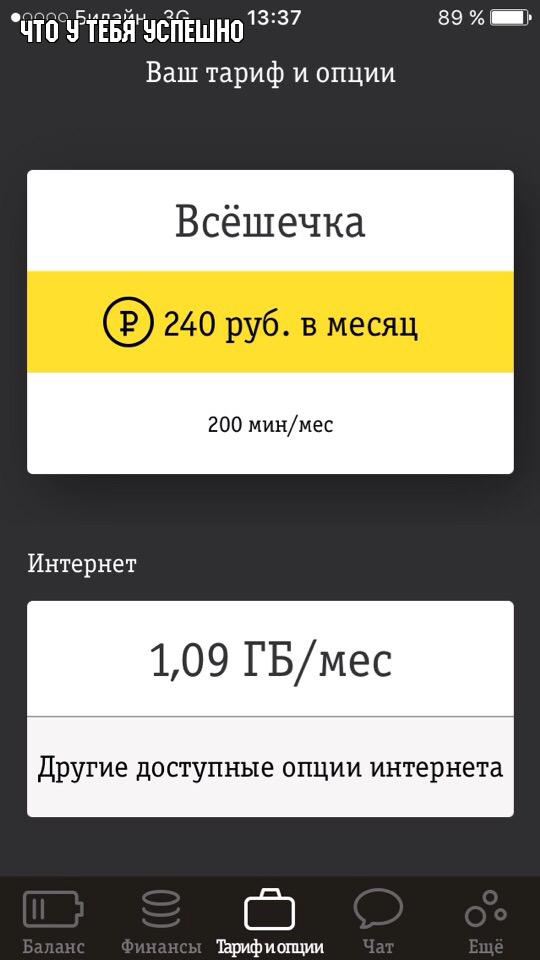 Билайн 3G 13:37 89 %
ЧТО У ТЕБЯ УСПЕШНО
Ваш тариф и опции
Всёшечка
₽ 240 руб. в месяц
200 мин/мес
Интернет
1,09 ГБ/мес
Другие доступные опции интернета
Баланс Финансы Тариф и опции Чат Ещё